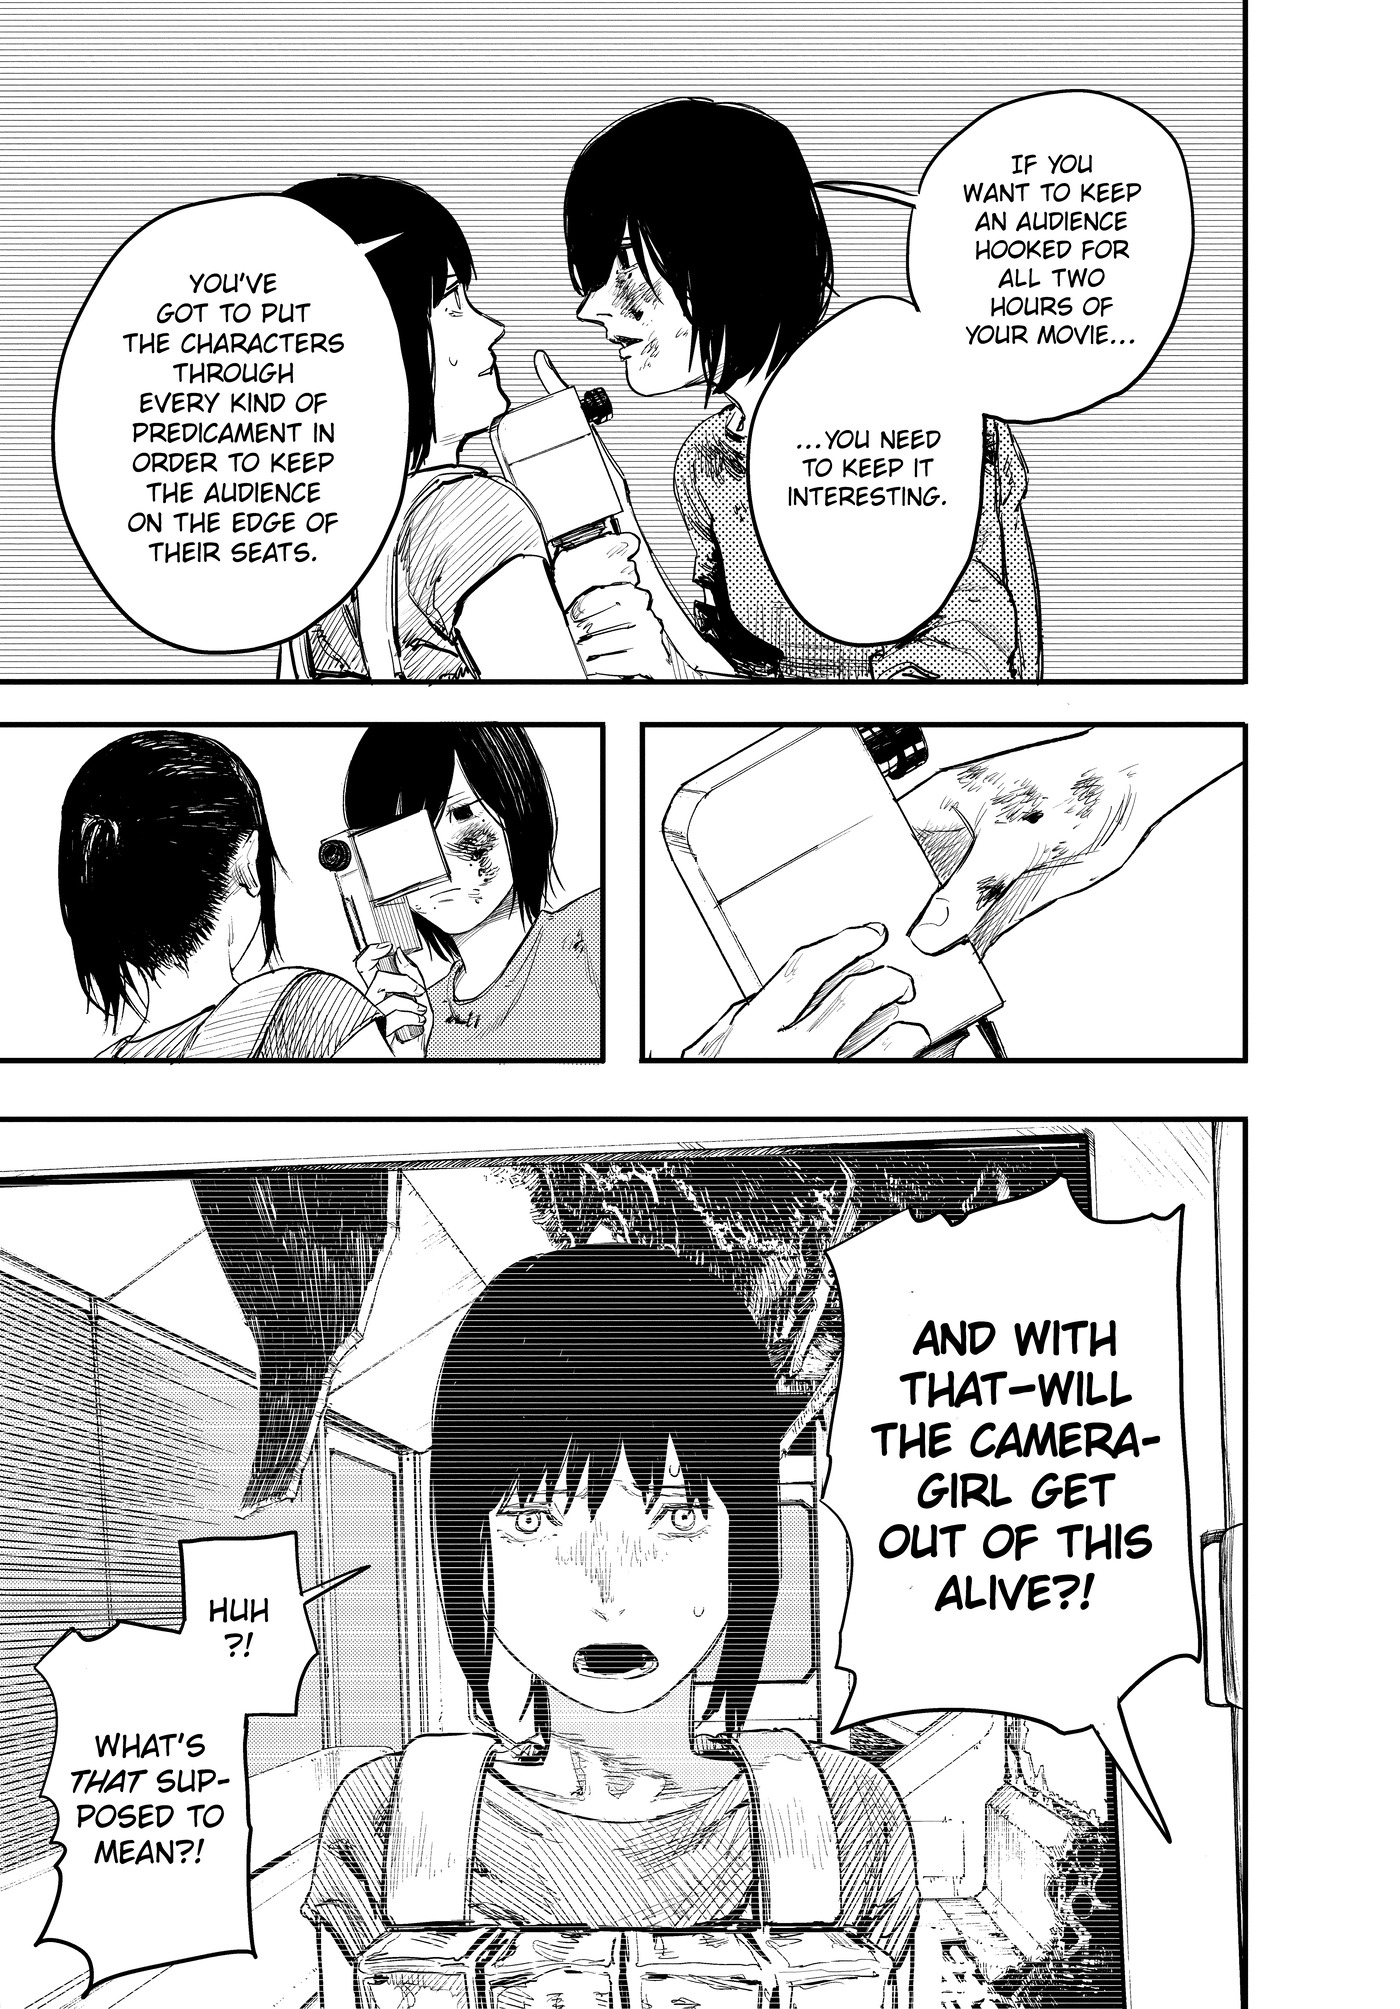 IF YOU
WANT TO KEEP
AN AUDIENCE
HOOKED FOR
ALL TWO
HOURS OF
YOUR MOVIE...
...YOU NEED
TO KEEP IT
INTERESTING.
YOU'VE
GOT TO PUT
THE CHARACTERS
THROUGH
EVERY KIND OF
PREDICAMENT IN
ORDER TO KEEP
THE AUDIENCE
ON THE EDGE OF
THEIR SEATS.
AND WITH
THAT—WILL
THE CAMERA-
GIRL GET
OUT OF THIS
ALIVE?!
HUH
?!
WHAT'S
THAT SUP-
POSED TO
MEAN?!